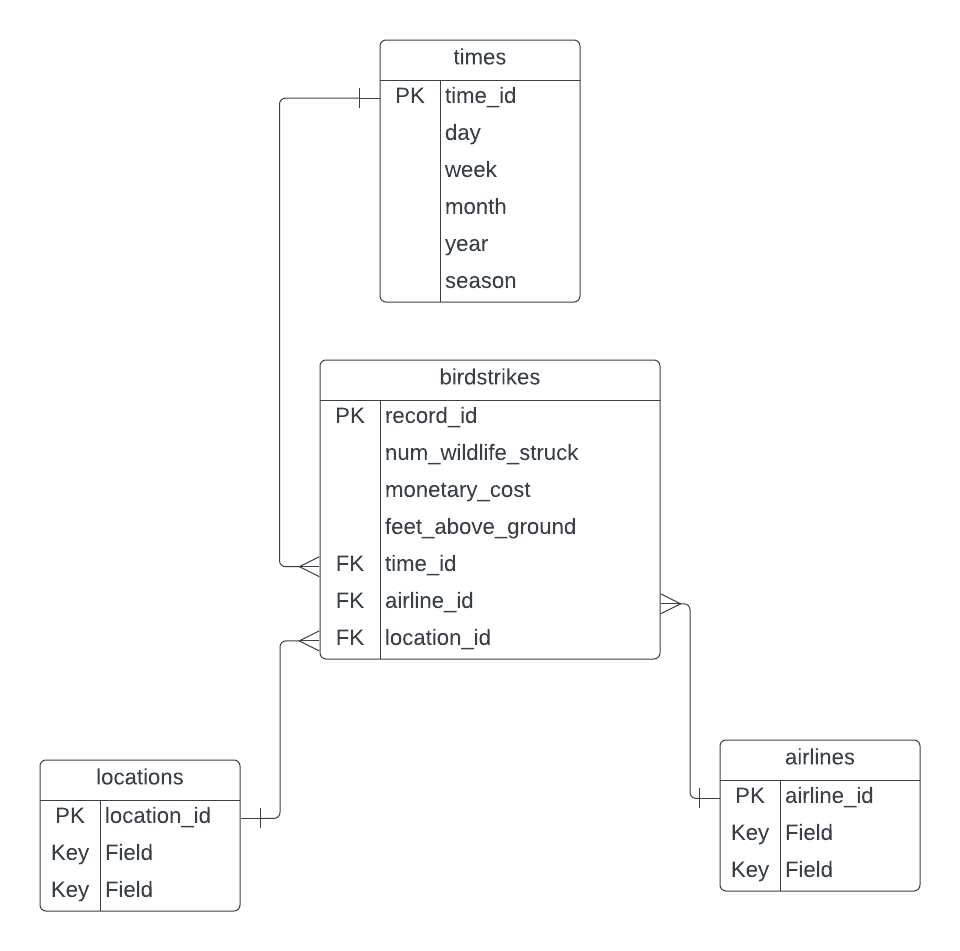 times
PK time_id
day
week
month
year
season
birdstrikes
PK record_id
num_wildlife_struck
monetary_cost
feet_above_ground
FK time_id
FK airline_id
FK location_id
locations
PK location_id
Key Field
Key Field
airlines
PK airline_id
Key Field
Key Field